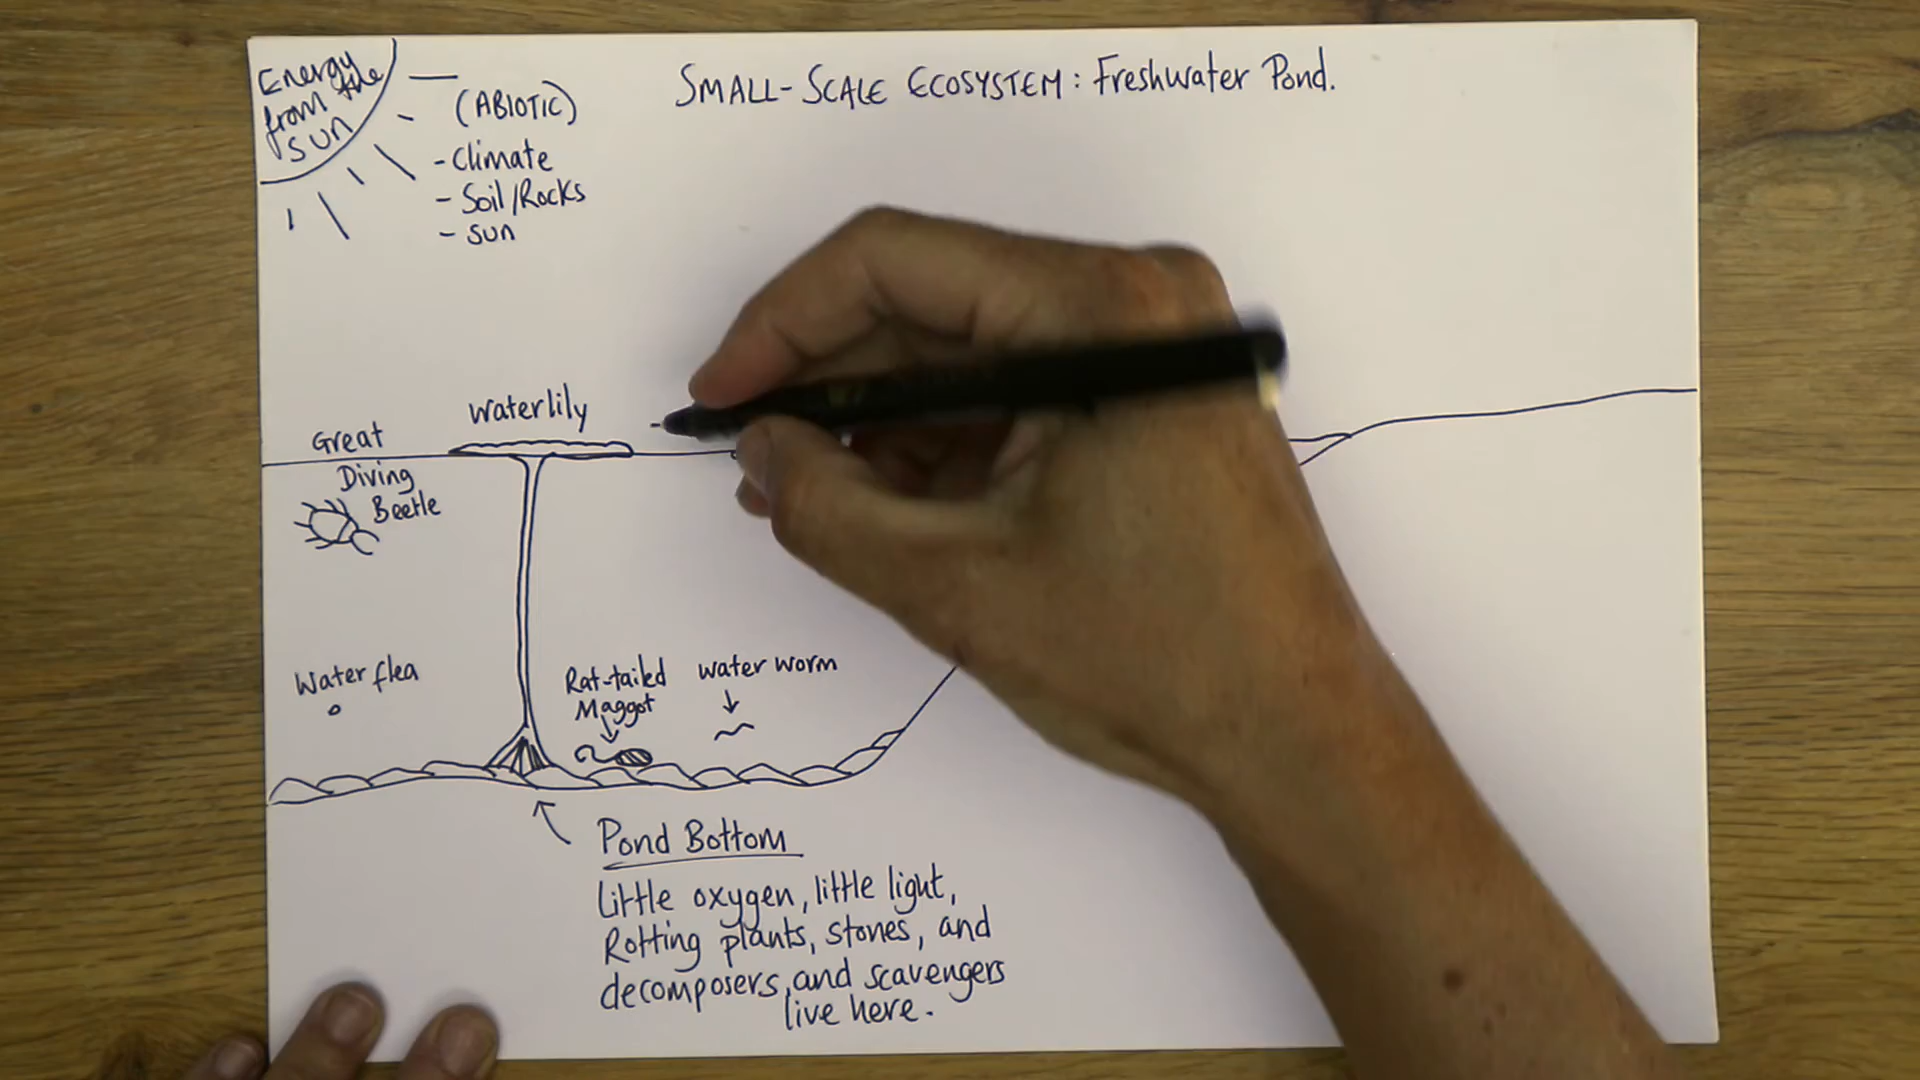 Energy
from the
sun
(ABIOTIC)
- Climate
- Soil/Rocks
- sun
SMALL-SCALE ECOSYSTEM: Freshwater Pond.
Waterlily
Great
Diving
Beetle
Water flea
Rat-tailed
Maggot
water worm
Pond Bottom
Little oxygen, little light,
Rotting plants, stones, and
decomposers, and scavengers
live here.